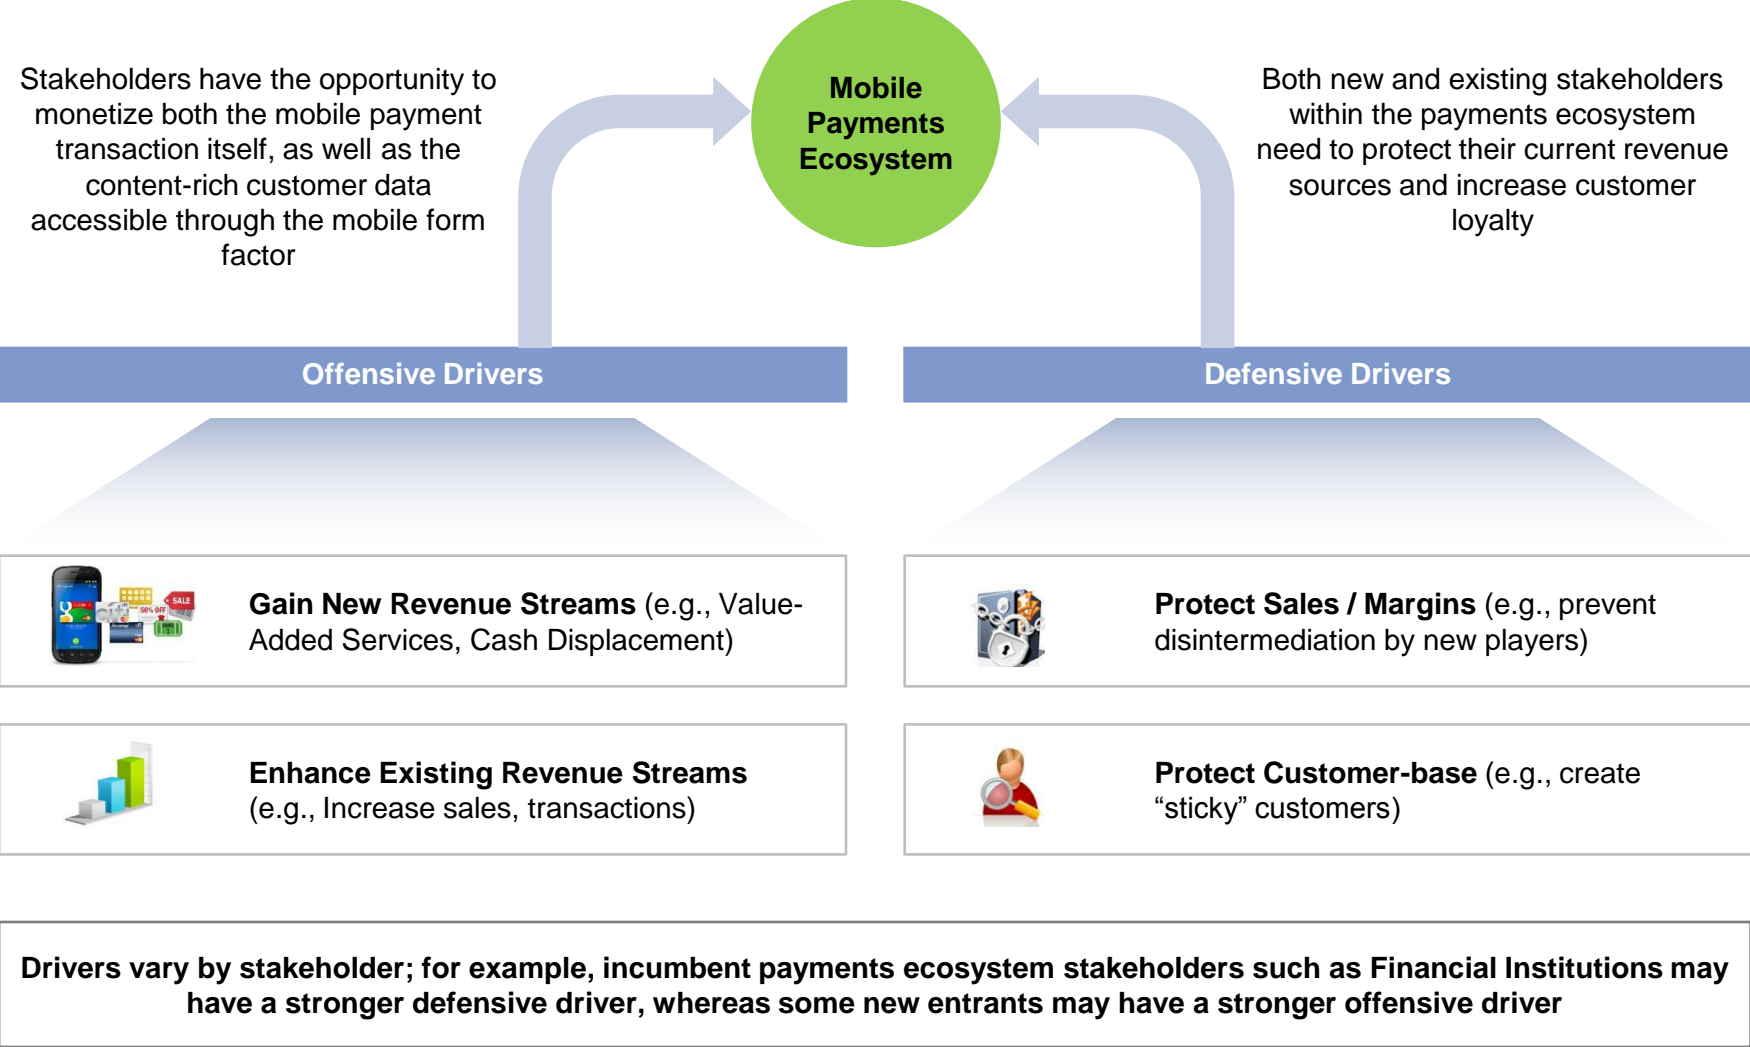 Mobile
Payments
Ecosystem
Stakeholders have the opportunity to
monetize both the mobile payment
transaction itself, as well as the
content-rich customer data
accessible through the mobile form
factor
Both new and existing stakeholders
within the payments ecosystem
need to protect their current revenue
sources and increase customer
loyalty
Offensive Drivers
Defensive Drivers
citi
50% OFF
SALE
Gain New Revenue Streams (e.g., Value-
Added Services, Cash Displacement)
Protect Sales / Margins (e.g., prevent
disintermediation by new players)
Enhance Existing Revenue Streams
(e.g., Increase sales, transactions)
Protect Customer-base (e.g., create
“sticky” customers)
Drivers vary by stakeholder; for example, incumbent payments ecosystem stakeholders such as Financial Institutions may
have a stronger defensive driver, whereas some new entrants may have a stronger offensive driver